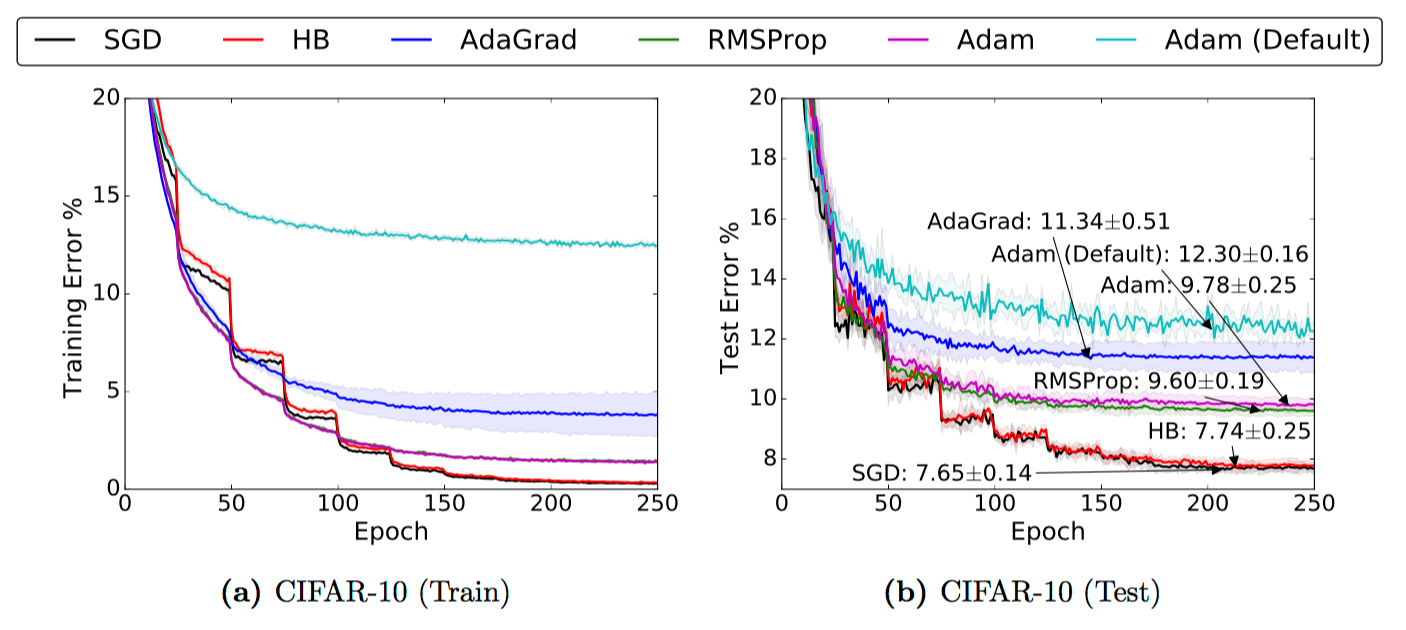 SGD HB AdaGrad RMSProp Adam Adam (Default)
20
15
10
5
0
0 50 100 150 200 250
Training Error %
Epoch
(a) CIFAR-10 (Train)
20
18
16
14
12
10
8
0 50 100 150 200 250
Test Error %
Epoch
AdaGrad: 11.34±0.51
Adam (Default): 12.30±0.16
Adam: 9.78±0.25
RMSProp: 9.60±0.19
HB: 7.74±0.25
SGD: 7.65±0.14
(b) CIFAR-10 (Test)